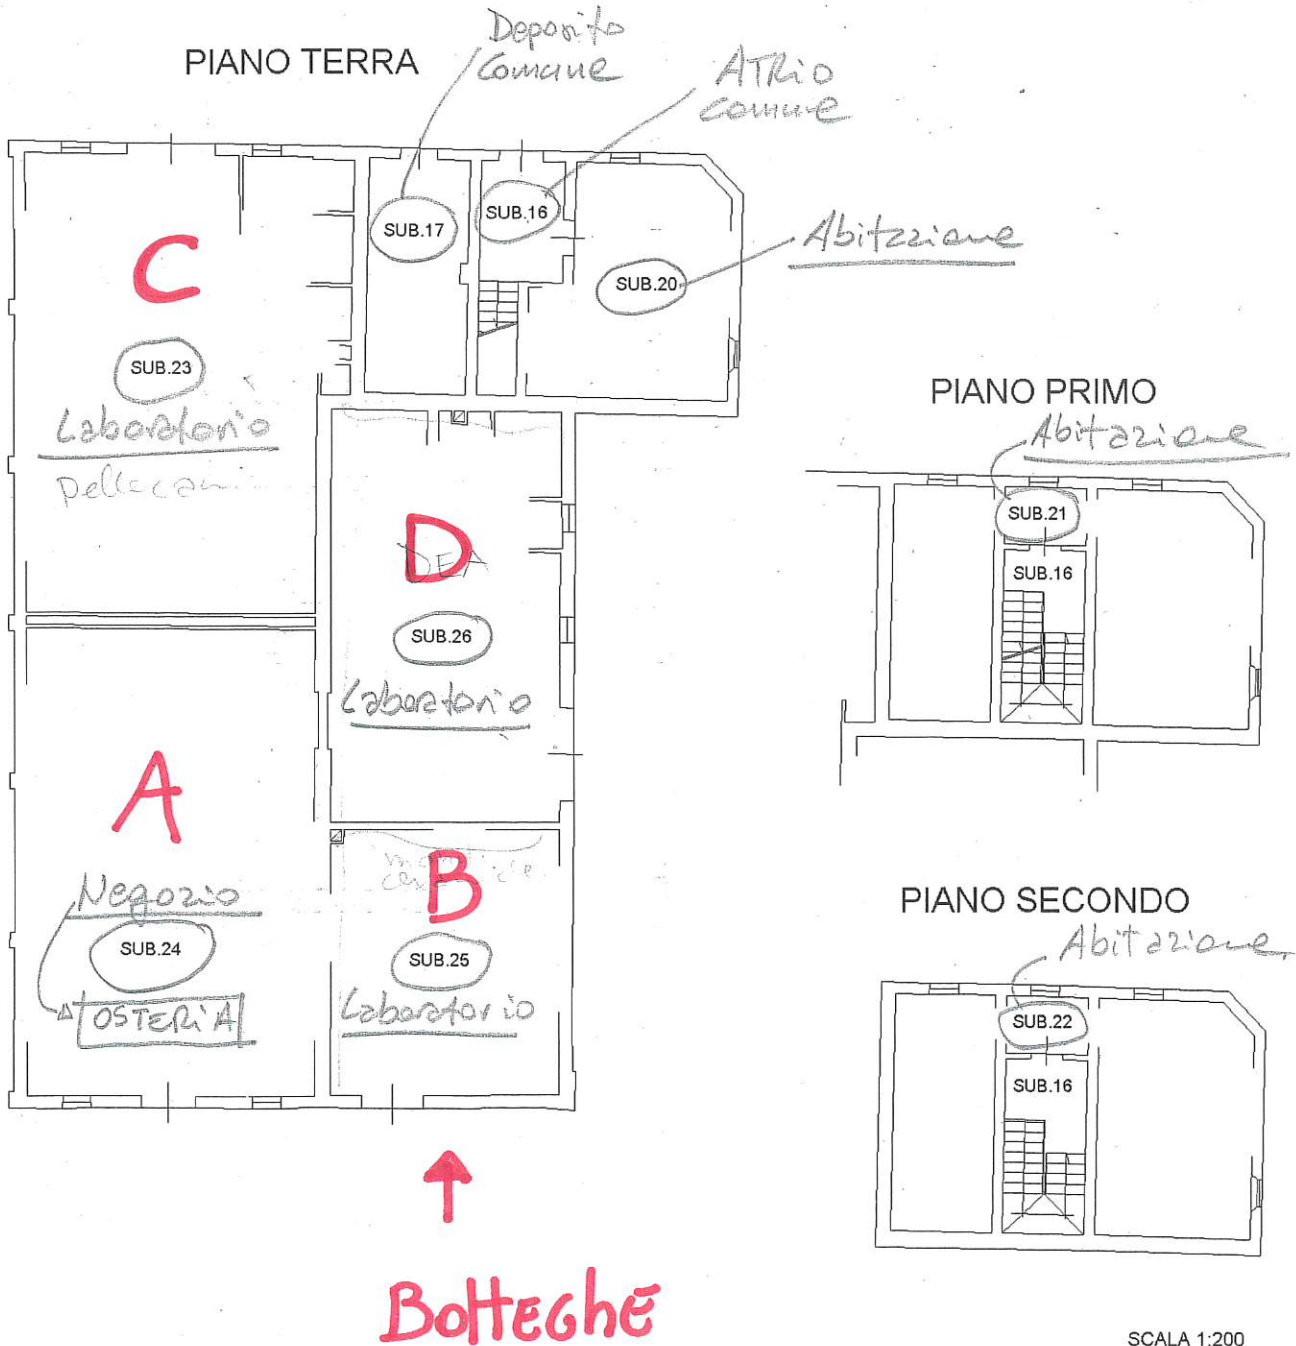 PIANO TERRA
Deposito
Comune
ATRIO
comune
SUB.17
SUB.16
SUB.20
Abitazione
C
SUB.23
Laboratorio
D
DEA
SUB.26
Laboratorio
A
Negozio
SUB.24
OSTERIA
B
SUB.25
Laboratorio
BOTTEGHE
PIANO PRIMO
Abitazione
SUB.21
SUB.16
PIANO SECONDO
Abitazione
SUB.22
SUB.16
SCALA 1:200